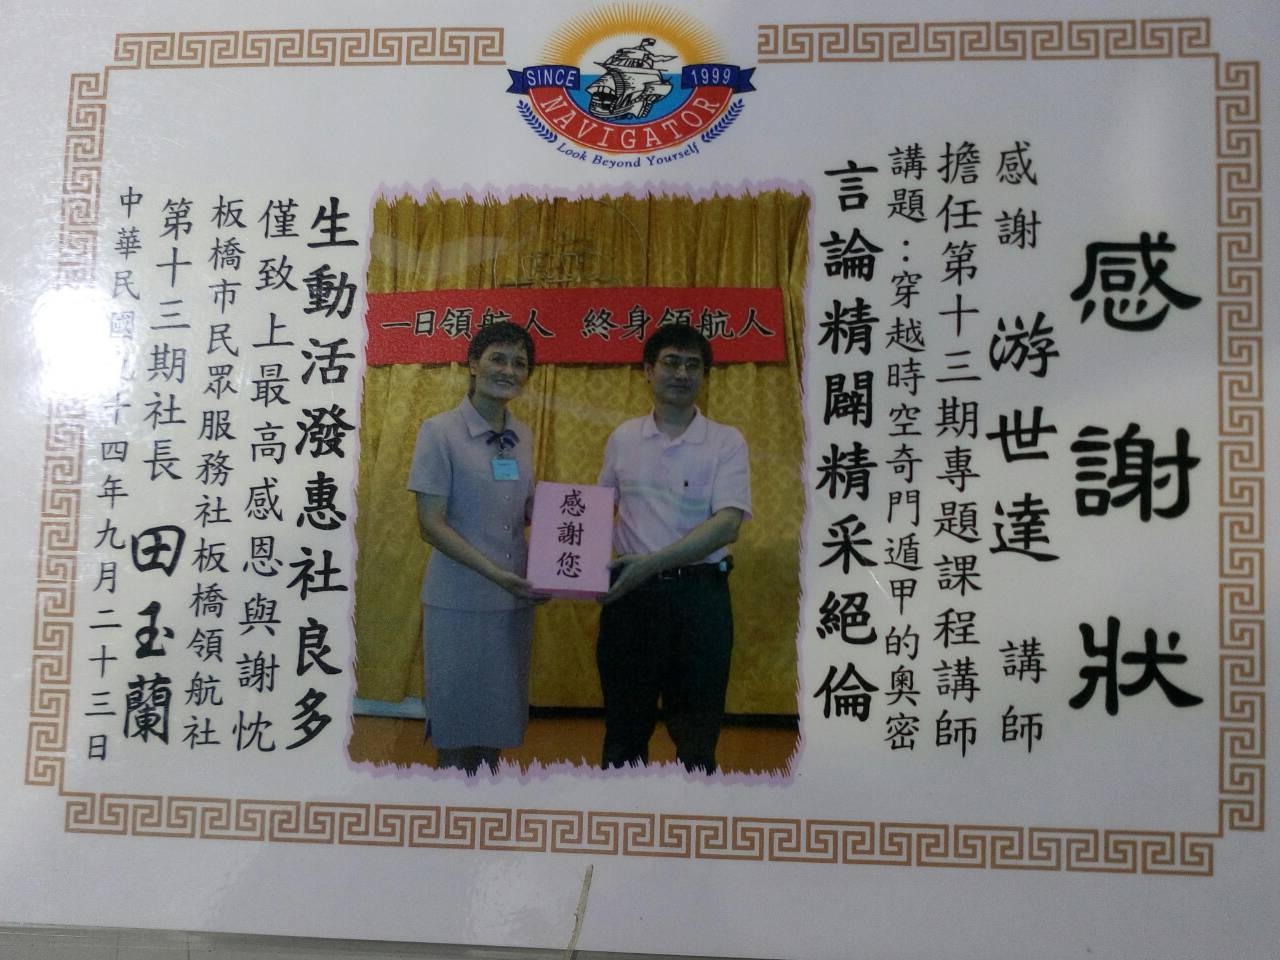 SINCE 1999
NAVIGATOR
Look Beyond Yourself
感謝狀
感謝 游世達 講師
擔任第十三期專題課程講師
講題：穿越時空奇門遁甲的奧密
言論精闢精采絕倫
一日領航人 終身領航人
感謝您
生動活潑惠社良多
僅致上最高感恩與謝忱
板橋市民眾服務社板橋領航社
第十三期社長 田玉蘭
中華民國九十四年九月二十三日